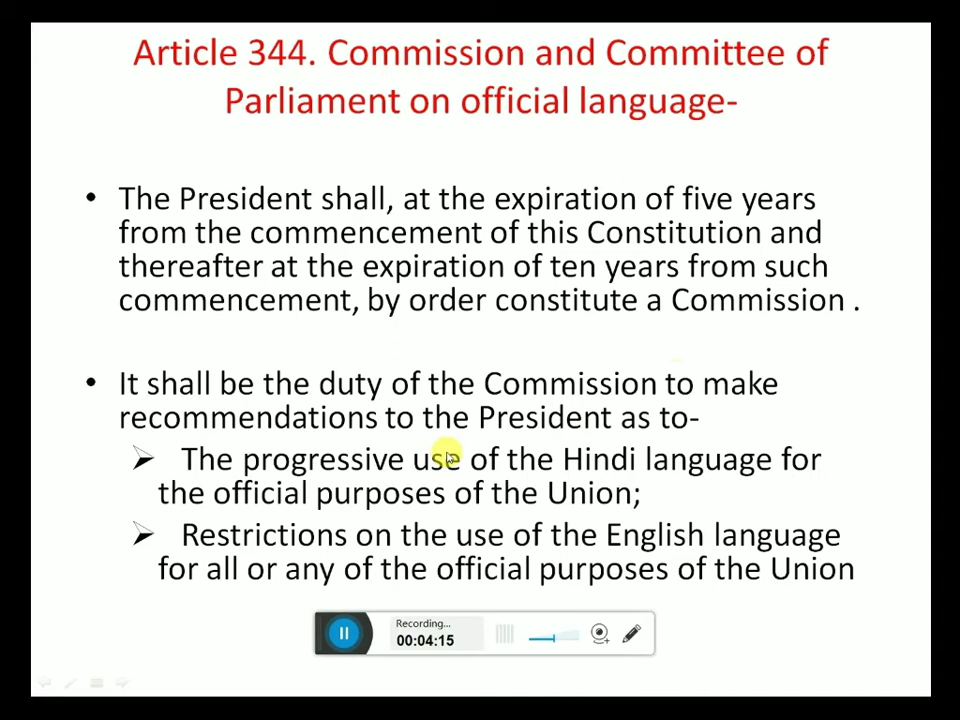 Article 344. Commission and Committee of
Parliament on official language-
• The President shall, at the expiration of five years
from the commencement of this Constitution and
thereafter at the expiration of ten years from such
commencement, by order constitute a Commission .
• It shall be the duty of the Commission to make
recommendations to the President as to-
➢ The progressive use of the Hindi language for
the official purposes of the Union;
➢ Restrictions on the use of the English language
for all or any of the official purposes of the Union
Recording...
00:04:15